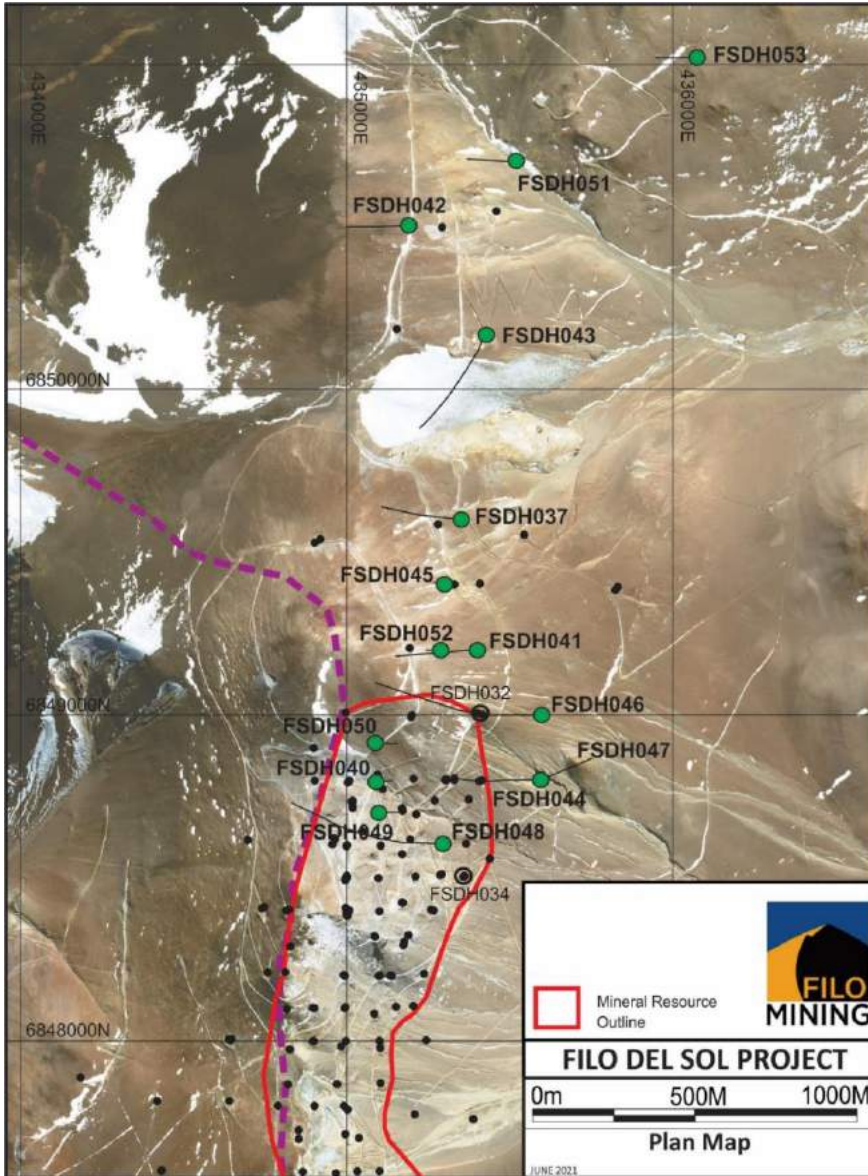 434000E
435000E
436000E
FSDH053
FSDH051
FSDH042
FSDH043
6850000N
FSDH037
FSDH045
FSDH052
FSDH041
FSDH032
6849000N
FSDH046
FSDH050
FSDH047
FSDH040
FSDH044
FSDH049
FSDH048
FSDH034
6848000N
Mineral Resource
Outline
FILO
MINING
FILO DEL SOL PROJECT
0m 500M 1000M
Plan Map
JUNE 2021